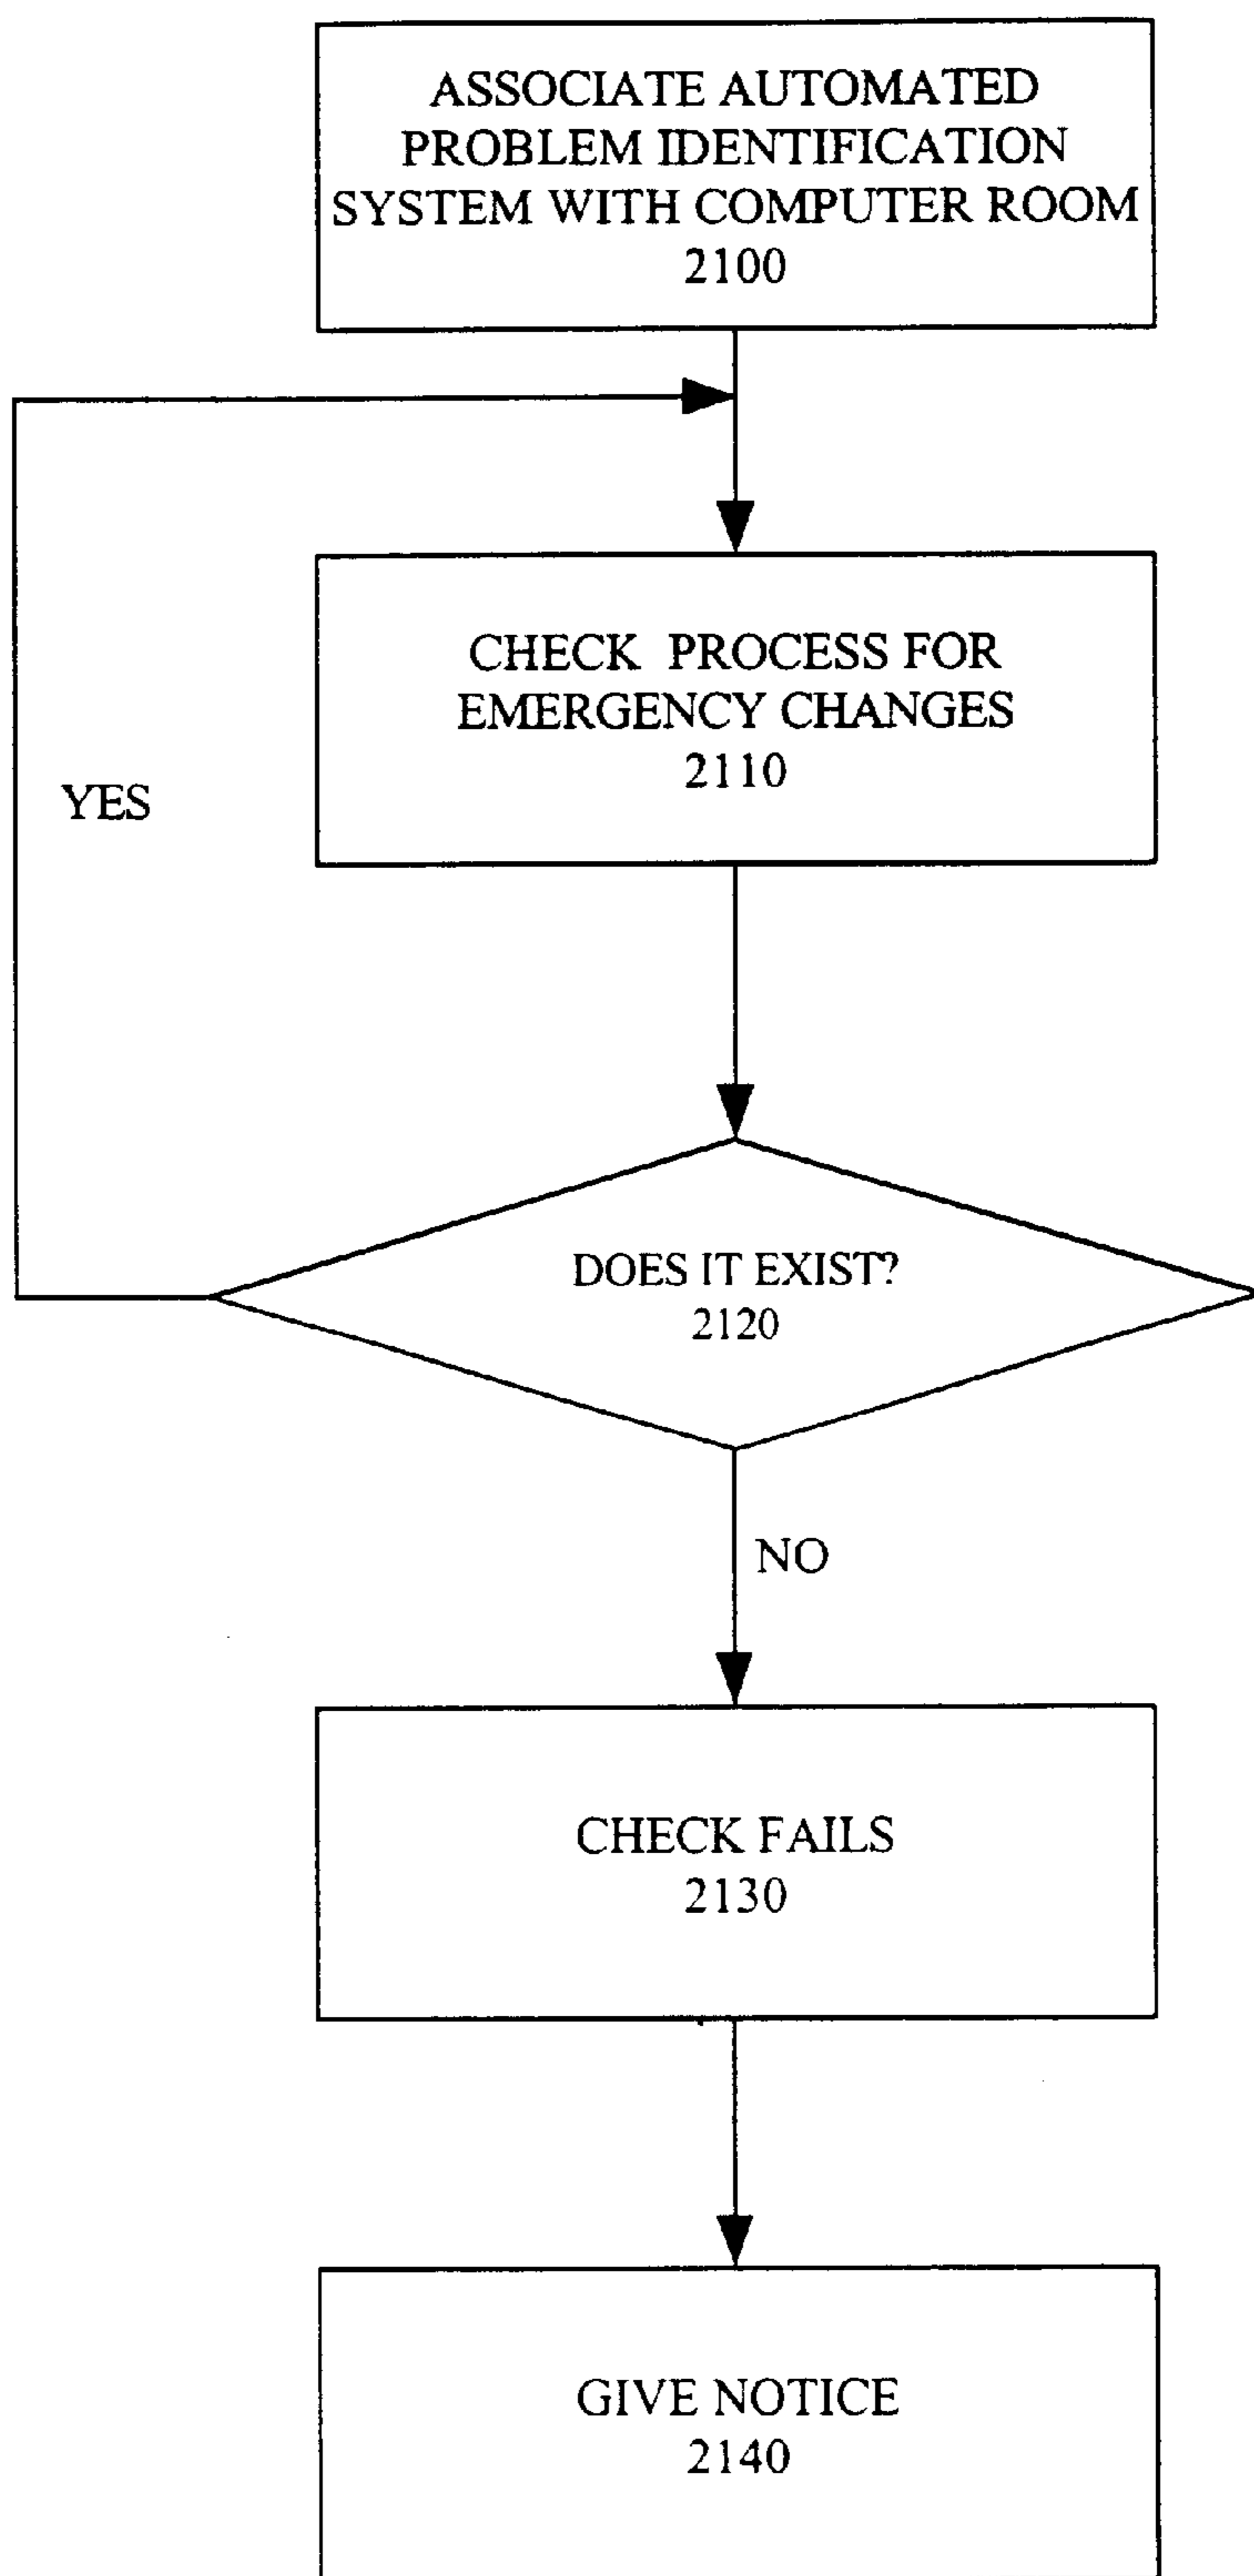 ASSOCIATE AUTOMATED
PROBLEM IDENTIFICATION
SYSTEM WITH COMPUTER ROOM
2100
CHECK PROCESS FOR
EMERGENCY CHANGES
2110
YES
DOES IT EXIST?
2120
NO
CHECK FAILS
2130
GIVE NOTICE
2140